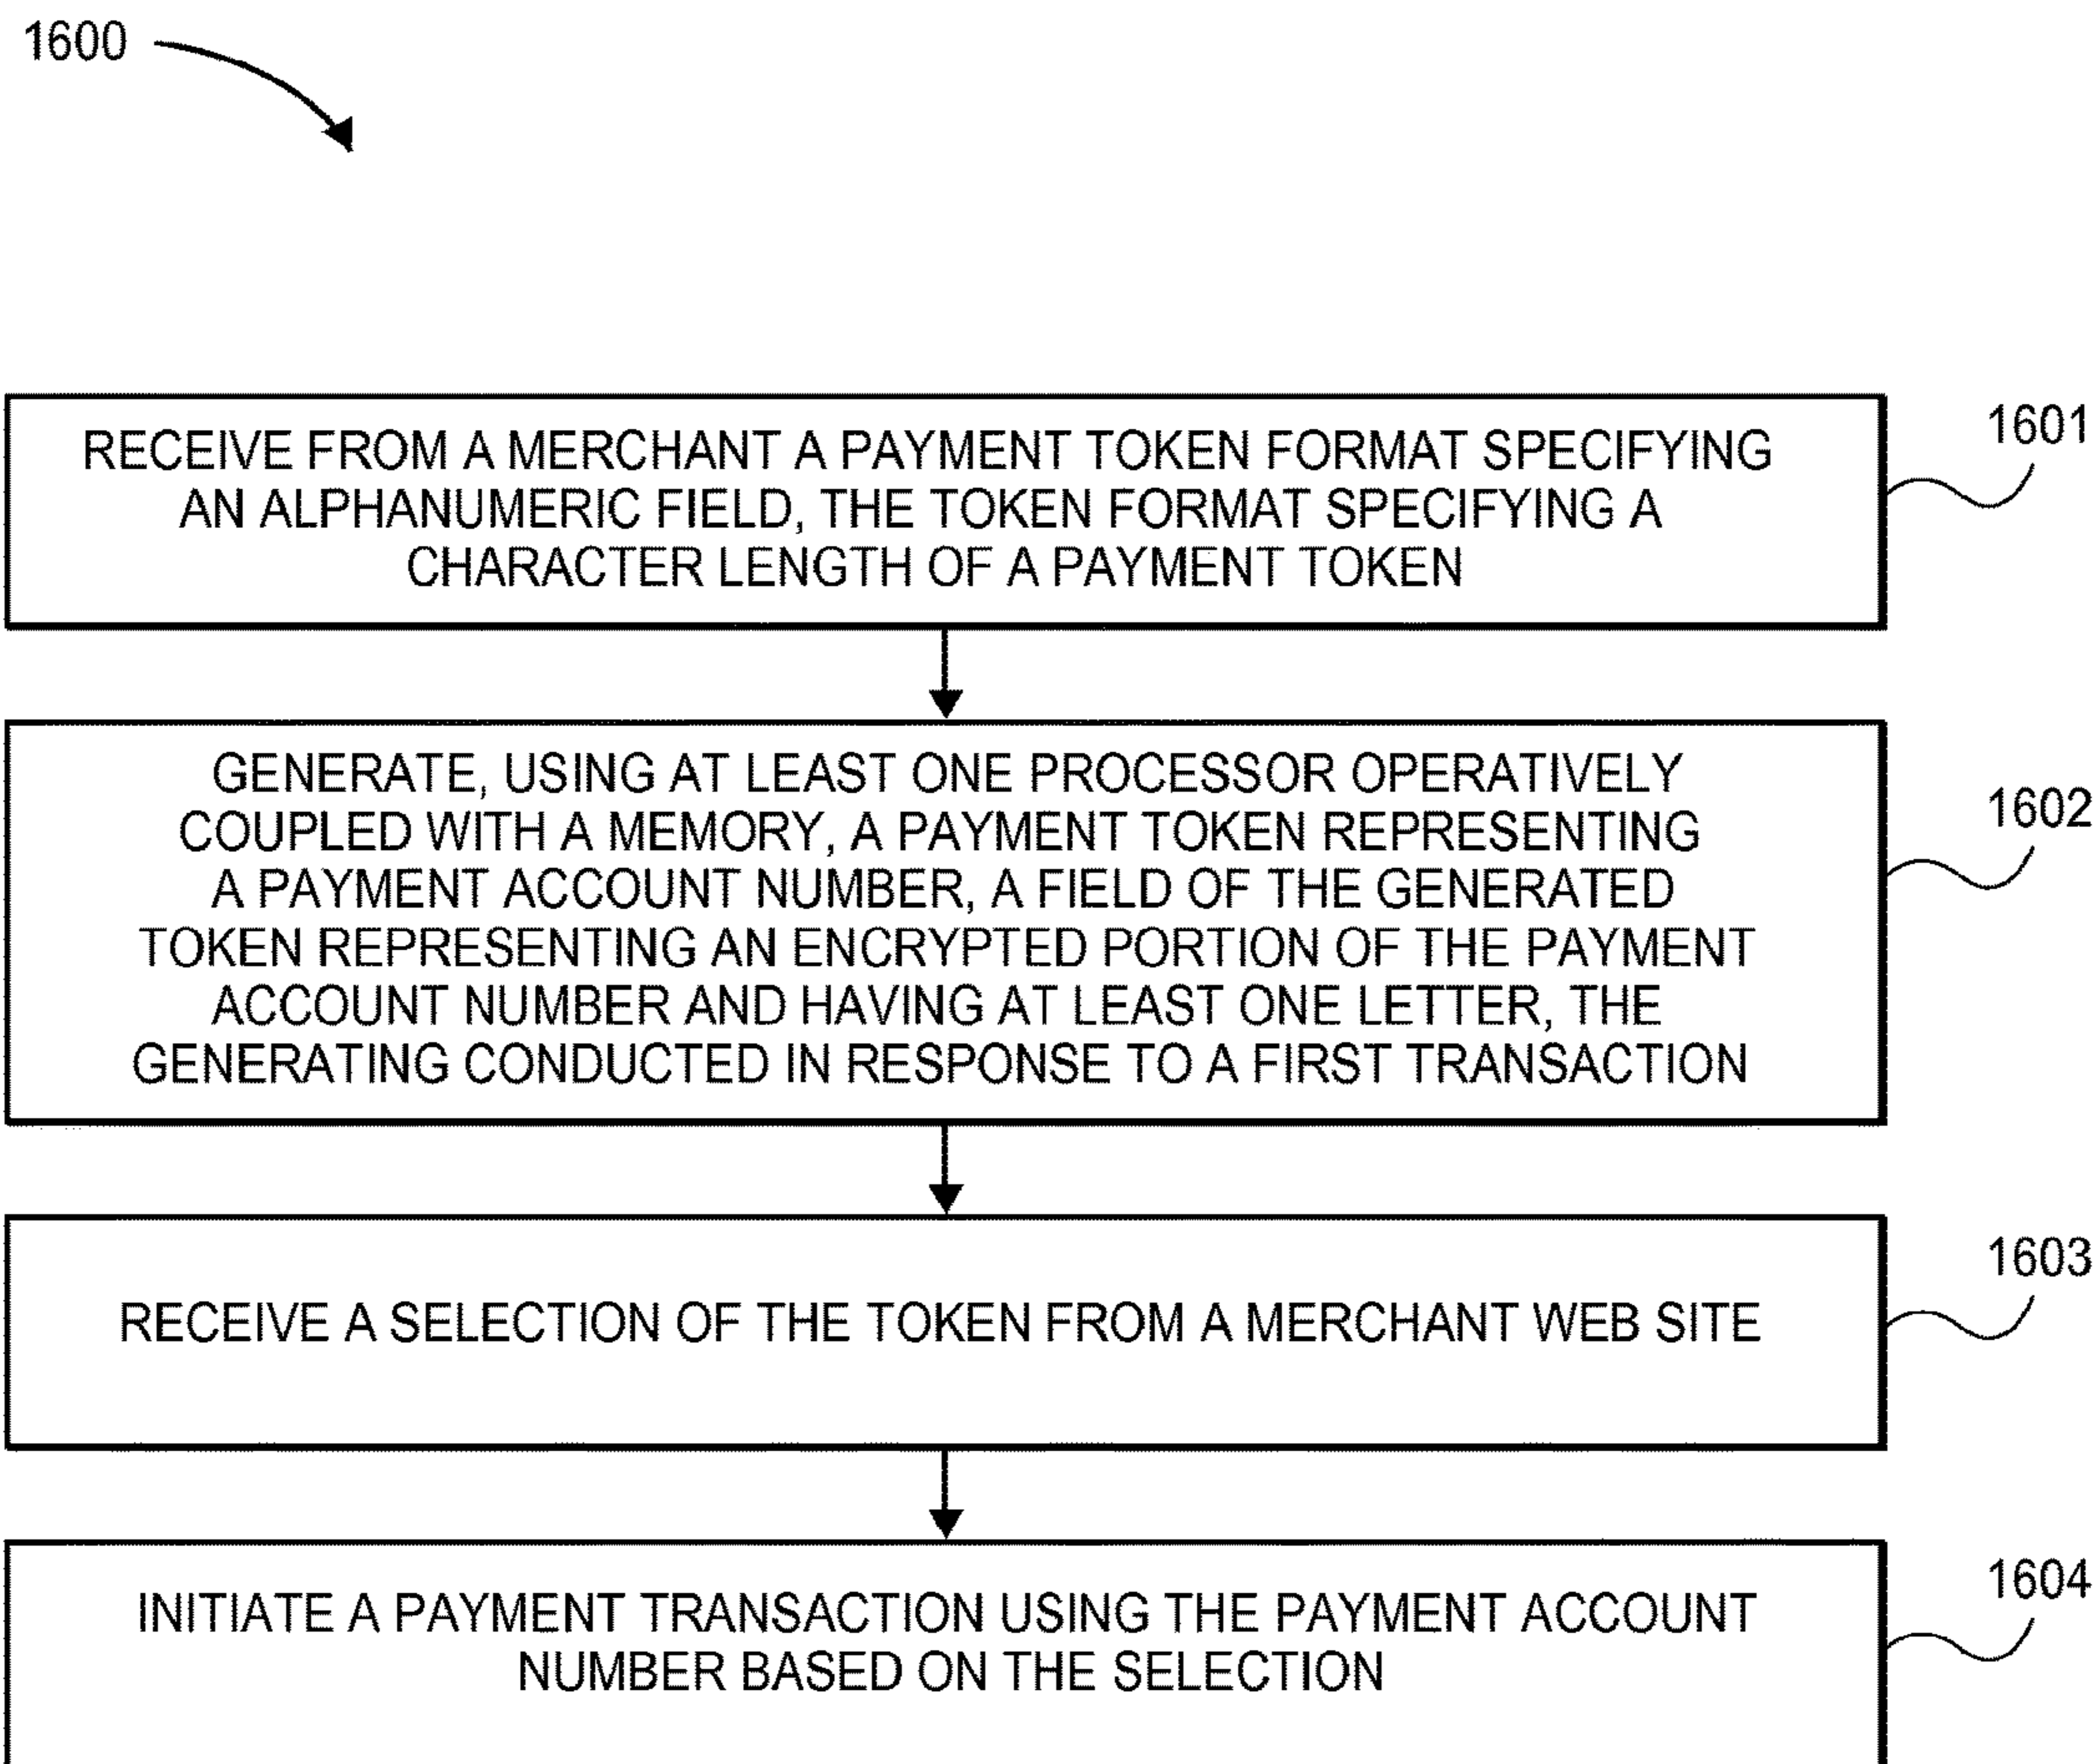 1600
RECEIVE FROM A MERCHANT A PAYMENT TOKEN FORMAT SPECIFYING
AN ALPHANUMERIC FIELD, THE TOKEN FORMAT SPECIFYING A
CHARACTER LENGTH OF A PAYMENT TOKEN
1601
GENERATE, USING AT LEAST ONE PROCESSOR OPERATIVELY
COUPLED WITH A MEMORY, A PAYMENT TOKEN REPRESENTING
A PAYMENT ACCOUNT NUMBER, A FIELD OF THE GENERATED
TOKEN REPRESENTING AN ENCRYPTED PORTION OF THE PAYMENT
ACCOUNT NUMBER AND HAVING AT LEAST ONE LETTER, THE
GENERATING CONDUCTED IN RESPONSE TO A FIRST TRANSACTION
1602
RECEIVE A SELECTION OF THE TOKEN FROM A MERCHANT WEB SITE
1603
INITIATE A PAYMENT TRANSACTION USING THE PAYMENT ACCOUNT
NUMBER BASED ON THE SELECTION
1604